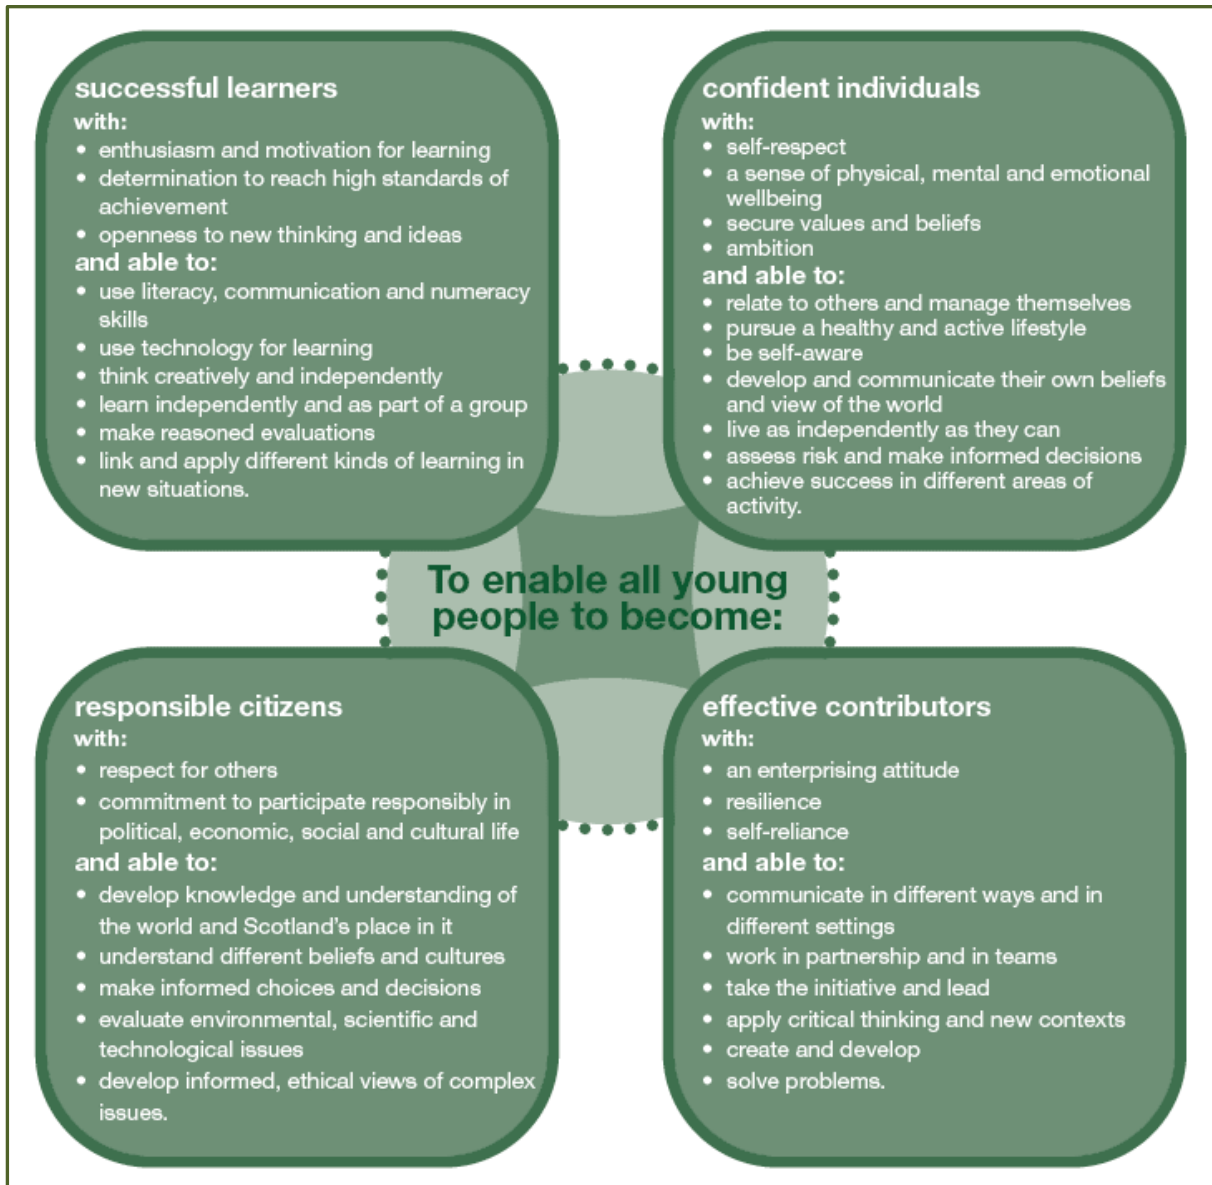 successful learners
with:
• enthusiasm and motivation for learning
• determination to reach high standards of
achievement
• openness to new thinking and ideas
and able to:
• use literacy, communication and numeracy
skills
• use technology for learning
• think creatively and independently
• learn independently and as part of a group
• make reasoned evaluations
• link and apply different kinds of learning in
new situations.
confident individuals
with:
• self-respect
• a sense of physical, mental and emotional
wellbeing
• secure values and beliefs
• ambition
and able to:
• relate to others and manage themselves
• pursue a healthy and active lifestyle
• be self-aware
• develop and communicate their own beliefs
and view of the world
• live as independently as they can
• assess risk and make informed decisions
• achieve success in different areas of
activity.
To enable all young
people to become:
responsible citizens
with:
• respect for others
• commitment to participate responsibly in
political, economic, social and cultural life
and able to:
• develop knowledge and understanding of
the world and Scotland's place in it
• understand different beliefs and cultures
• make informed choices and decisions
• evaluate environmental, scientific and
technological issues
• develop informed, ethical views of complex
issues.
effective contributors
with:
• an enterprising attitude
• resilience
• self-reliance
and able to:
• communicate in different ways and in
different settings
• work in partnership and in teams
• take the initiative and lead
• apply critical thinking and new contexts
• create and develop
• solve problems.